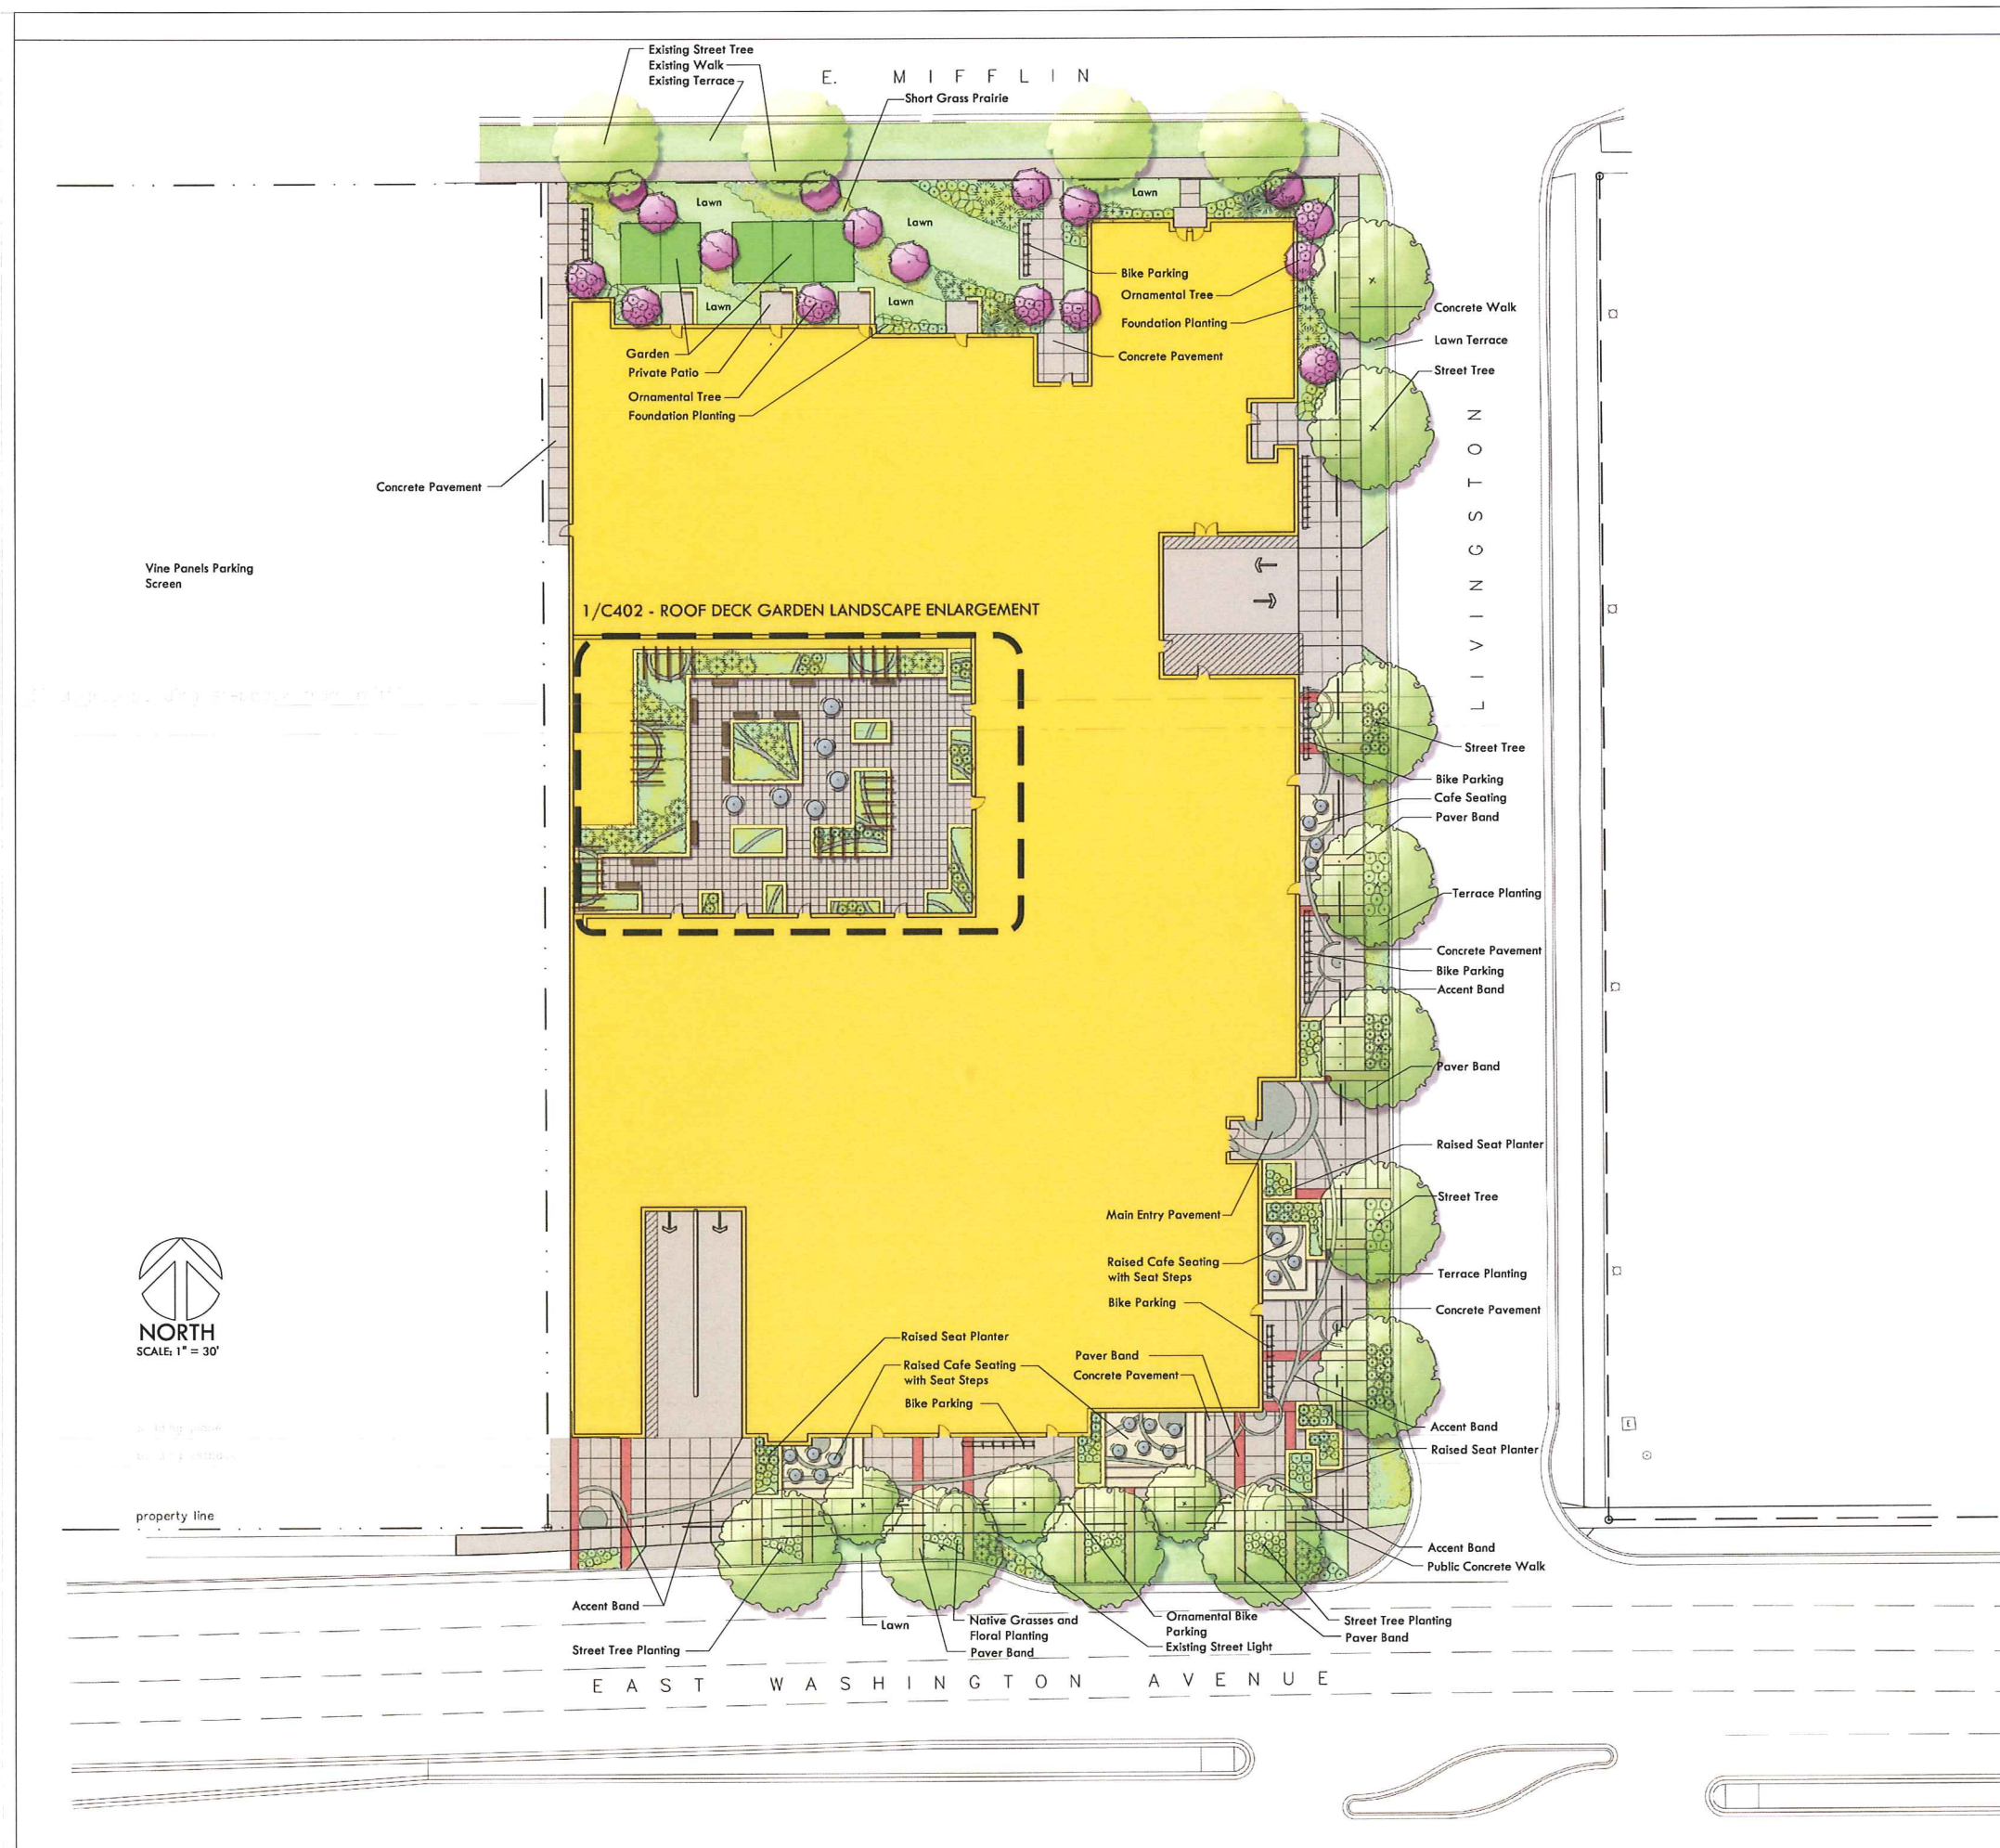 Existing Street Tree
Existing Walk
Existing Terrace
E. MIFFLIN
Short Grass Prairie
Lawn
Lawn
Lawn
Lawn
Lawn
Bike Parking
Ornamental Tree
Foundation Planting
Concrete Pavement
Garden
Private Patio
Ornamental Tree
Foundation Planting
Concrete Walk
Lawn Terrace
Street Tree
LIVINGSTON
Concrete Pavement
Vine Panels Parking
Screen
1/C402 - ROOF DECK GARDEN LANDSCAPE ENLARGEMENT
Street Tree
Bike Parking
Cafe Seating
Paver Band
Terrace Planting
Concrete Pavement
Bike Parking
Accent Band
Paver Band
Raised Seat Planter
Street Tree
Main Entry Pavement
Raised Cafe Seating
with Seat Steps
Terrace Planting
Bike Parking
Concrete Pavement
NORTH
SCALE: 1" = 30'
Raised Seat Planter
Raised Cafe Seating
with Seat Steps
Bike Parking
Paver Band
Concrete Pavement
Accent Band
Raised Seat Planter
E
property line
Accent Band
Public Concrete Walk
Accent Band
Street Tree Planting
Lawn
Native Grasses and
Floral Planting
Paver Band
Ornamental Bike
Parking
Existing Street Light
Street Tree Planting
Paver Band
EAST WASHINGTON AVENUE